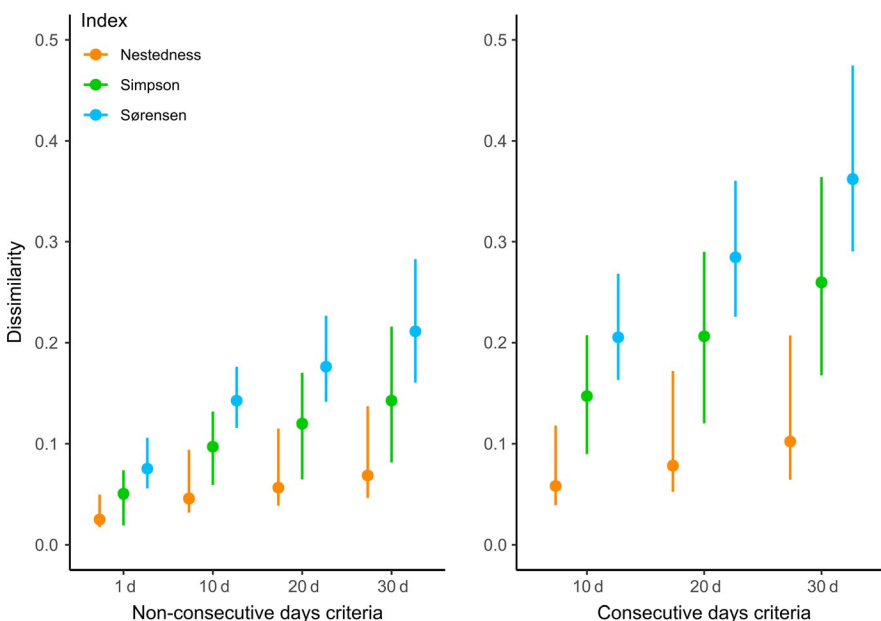 Index
Nestedness
Simpson
Sørensen
Dissimilarity
0.5
0.4
0.3
0.2
0.1
0.0
1 d 10 d 20 d 30 d
Non-consecutive days criteria
0.5
0.4
0.3
0.2
0.1
0.0
10 d 20 d 30 d
Consecutive days criteria